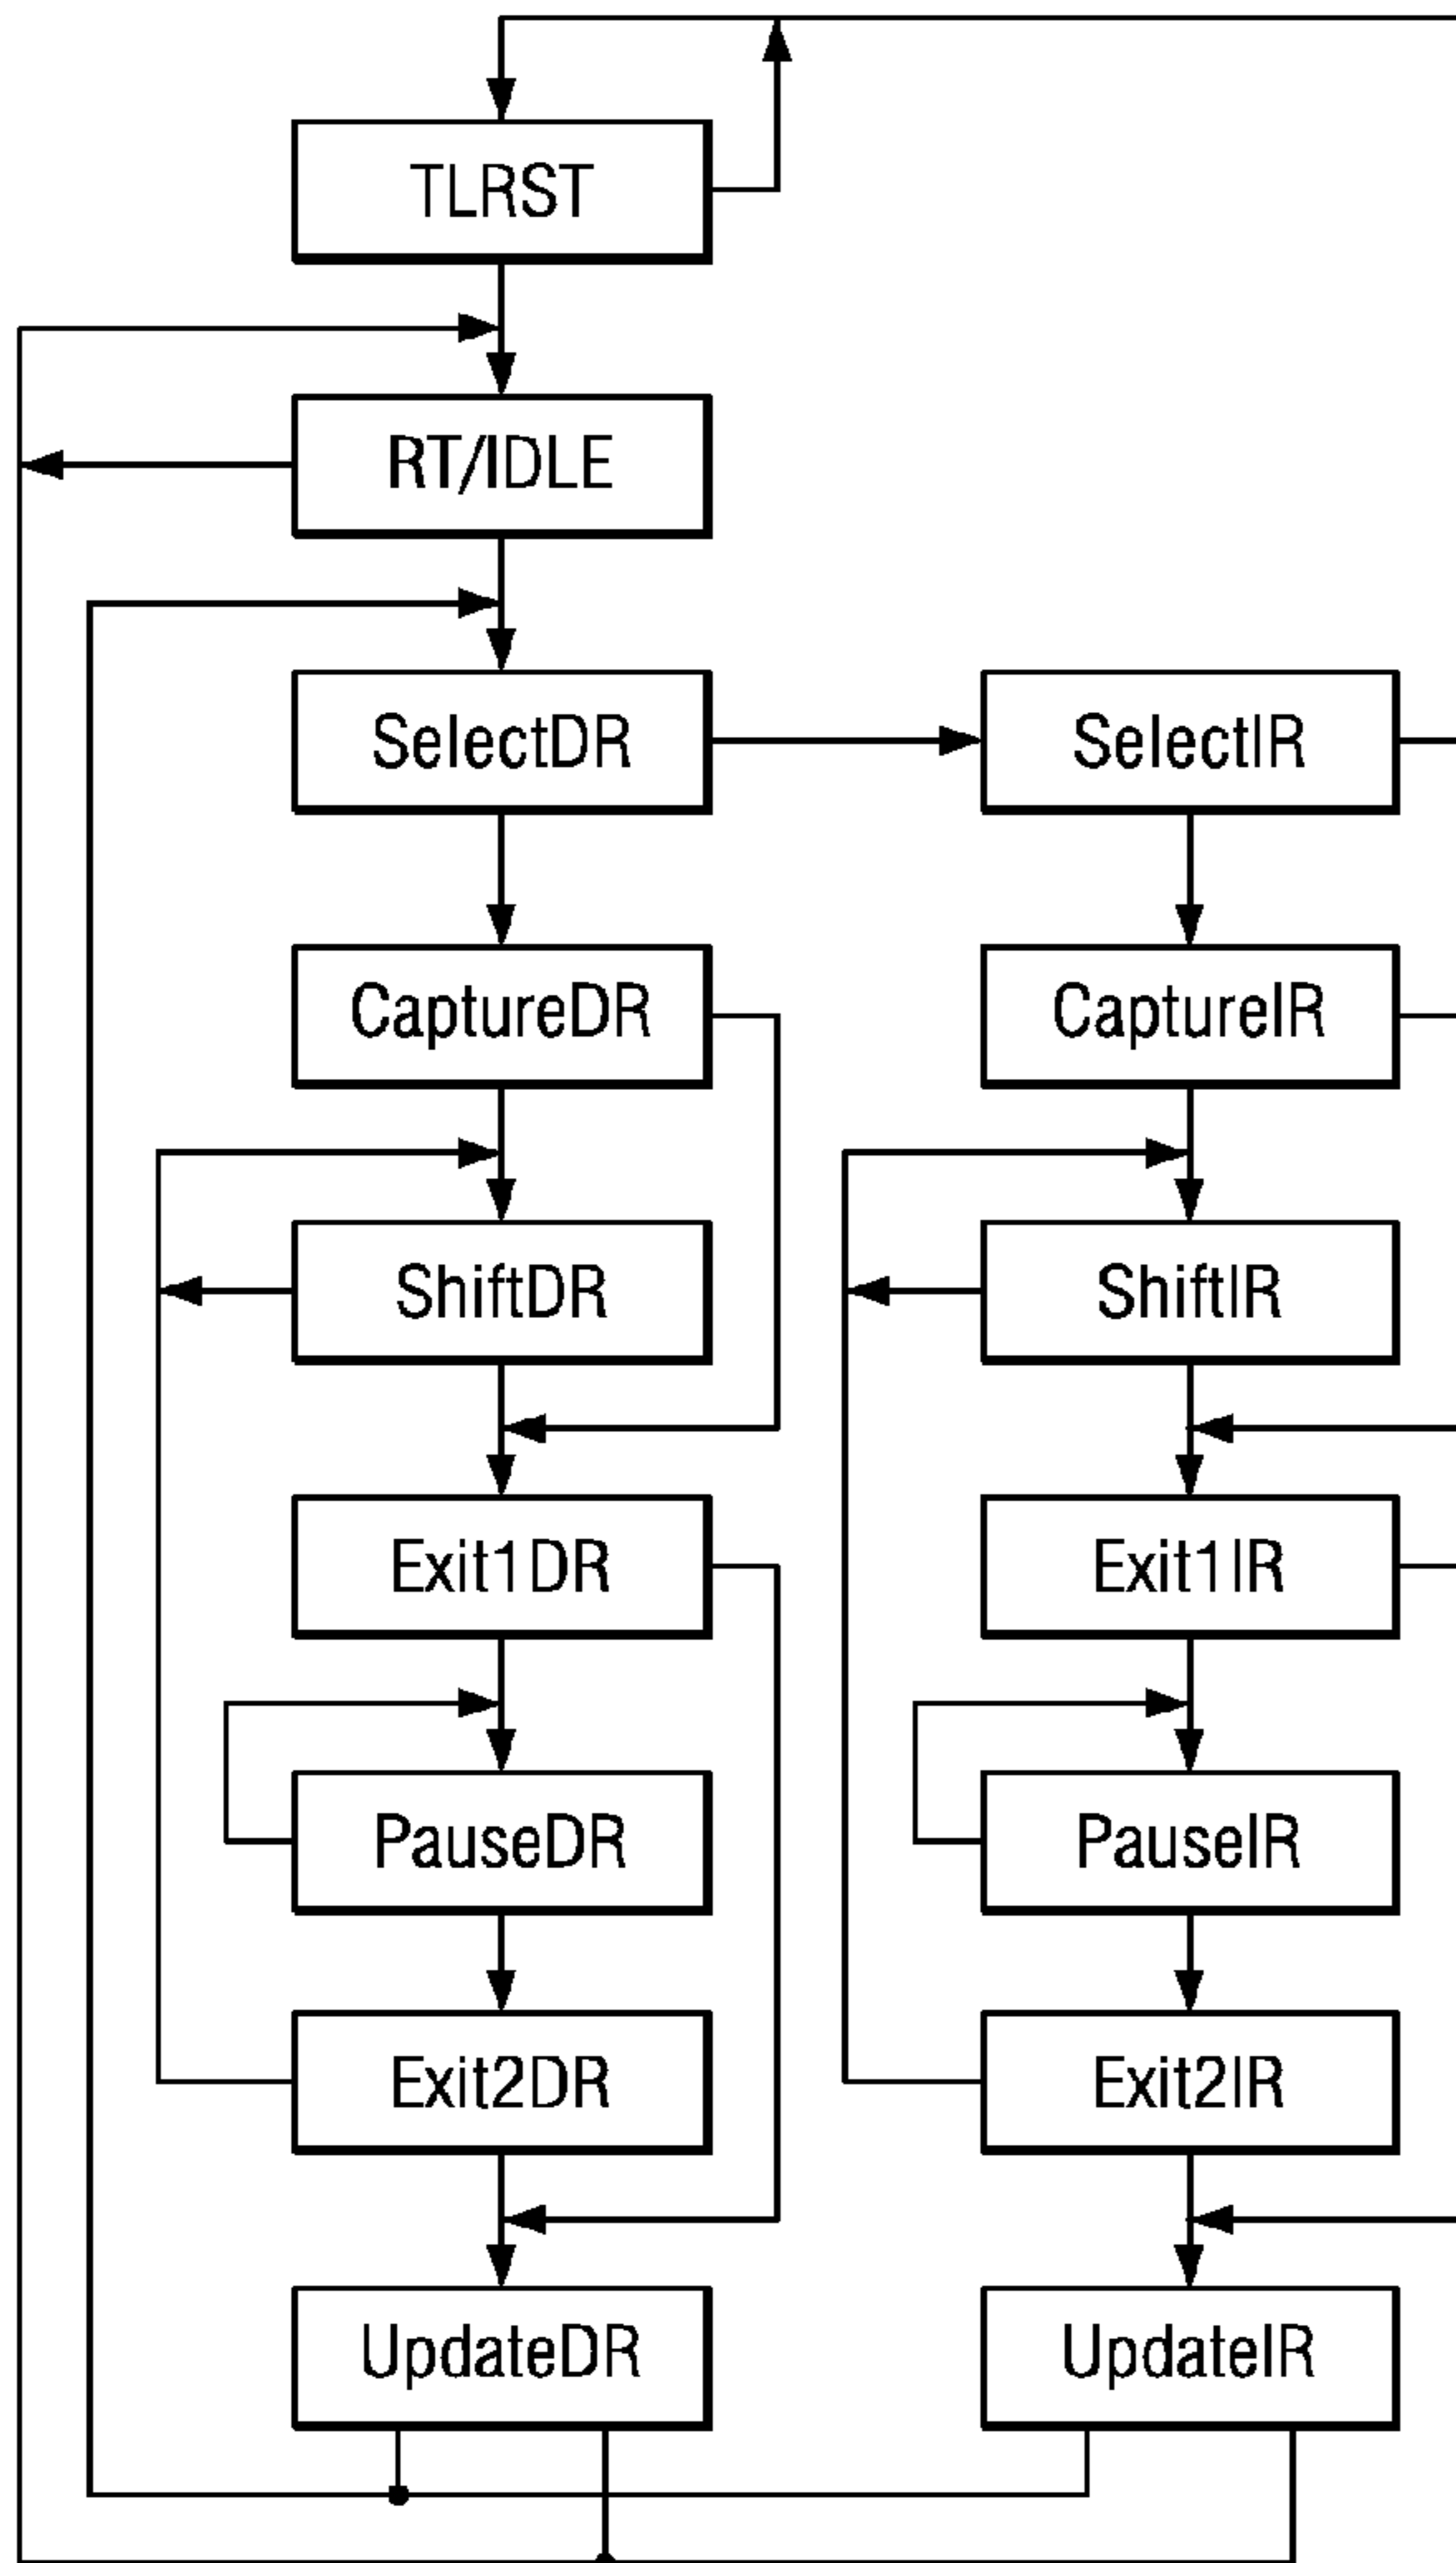 TLRST
RT/IDLE
SelectDR
SelectIR
CaptureDR
CaptureIR
ShiftDR
ShiftIR
Exit1DR
Exit1IR
PauseDR
PauseIR
Exit2DR
Exit2IR
UpdateDR
UpdateIR